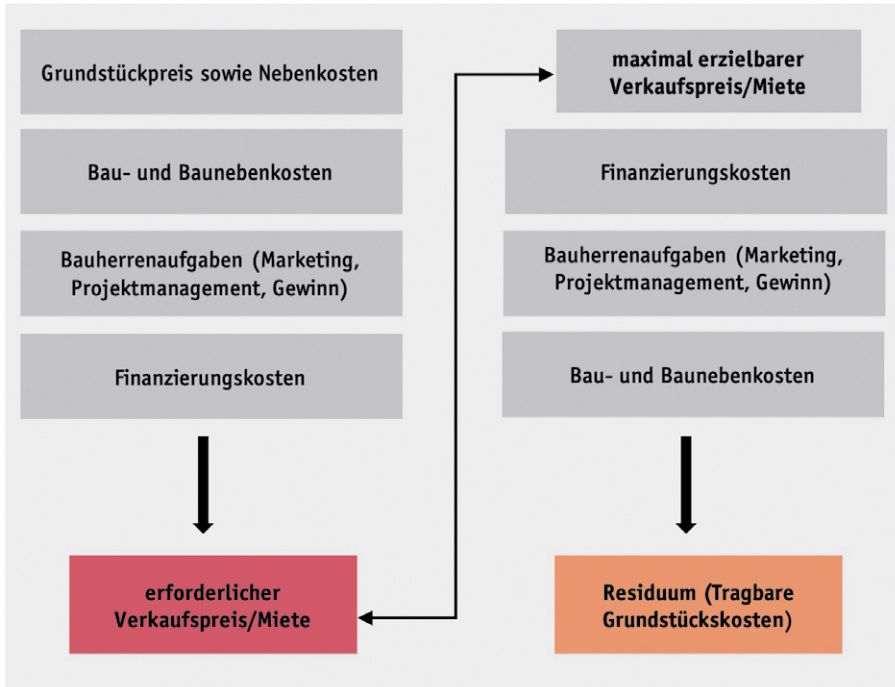 Grundstückpreis sowie Nebenkosten
Bau- und Baunebenkosten
Bauherrenaufgaben (Marketing,
Projektmanagement, Gewinn)
Finanzierungskosten
erforderlicher
Verkaufspreis/Miete
maximal erzielbarer
Verkaufspreis/Miete
Finanzierungskosten
Bauherrenaufgaben (Marketing,
Projektmanagement, Gewinn)
Bau- und Baunebenkosten
Residuum (Tragbare
Grundstückskosten)